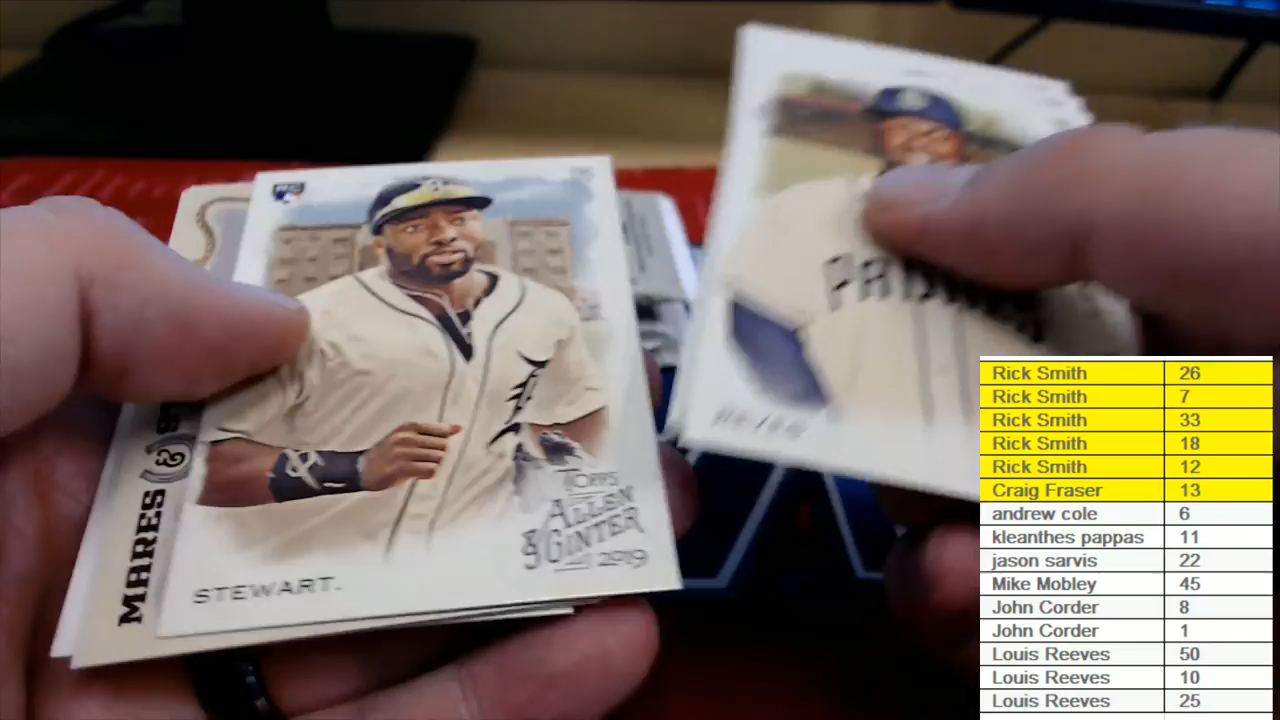 STEWART.
TOPPS
ALLEN
& GINTER
2019
MARES &
Rick Smith 26
Rick Smith 7
Rick Smith 33
Rick Smith 18
Rick Smith 12
Craig Fraser 13
andrew cole 6
kleanthes pappas 11
jason sarvis 22
Mike Mobley 45
John Corder 8
John Corder 1
Louis Reeves 50
Louis Reeves 10
Louis Reeves 25